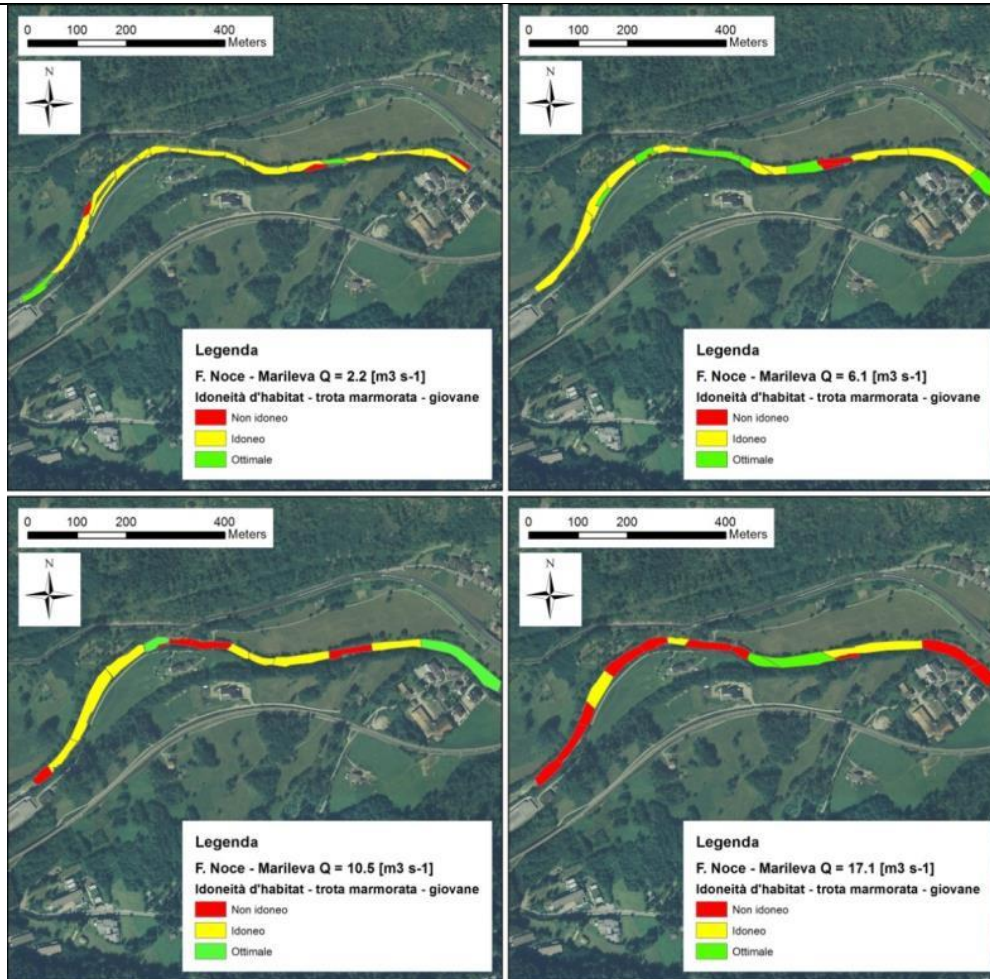 0 200 400
Meters
N
Legenda
F. Noce - Marileva Q = 2.2 [m3 s-1]
Idoneità d'habitat - trota marmorata - giovane
Non idoneo
Idoneo
Ottimale
0 200 400
Meters
N
Legenda
F. Noce - Marileva Q = 6.1 [m3 s-1]
Idoneità d'habitat - trota marmorata - giovane
Non idoneo
Idoneo
Ottimale
0 200 400
Meters
N
Legenda
F. Noce - Marileva Q = 10.5 [m3 s-1]
Idoneità d'habitat - trota marmorata - giovane
Non idoneo
Idoneo
Ottimale
0 200 400
Meters
N
Legenda
F. Noce - Marileva Q = 17.1 [m3 s-1]
Idoneità d'habitat - trota marmorata - giovane
Non idoneo
Idoneo
Ottimale